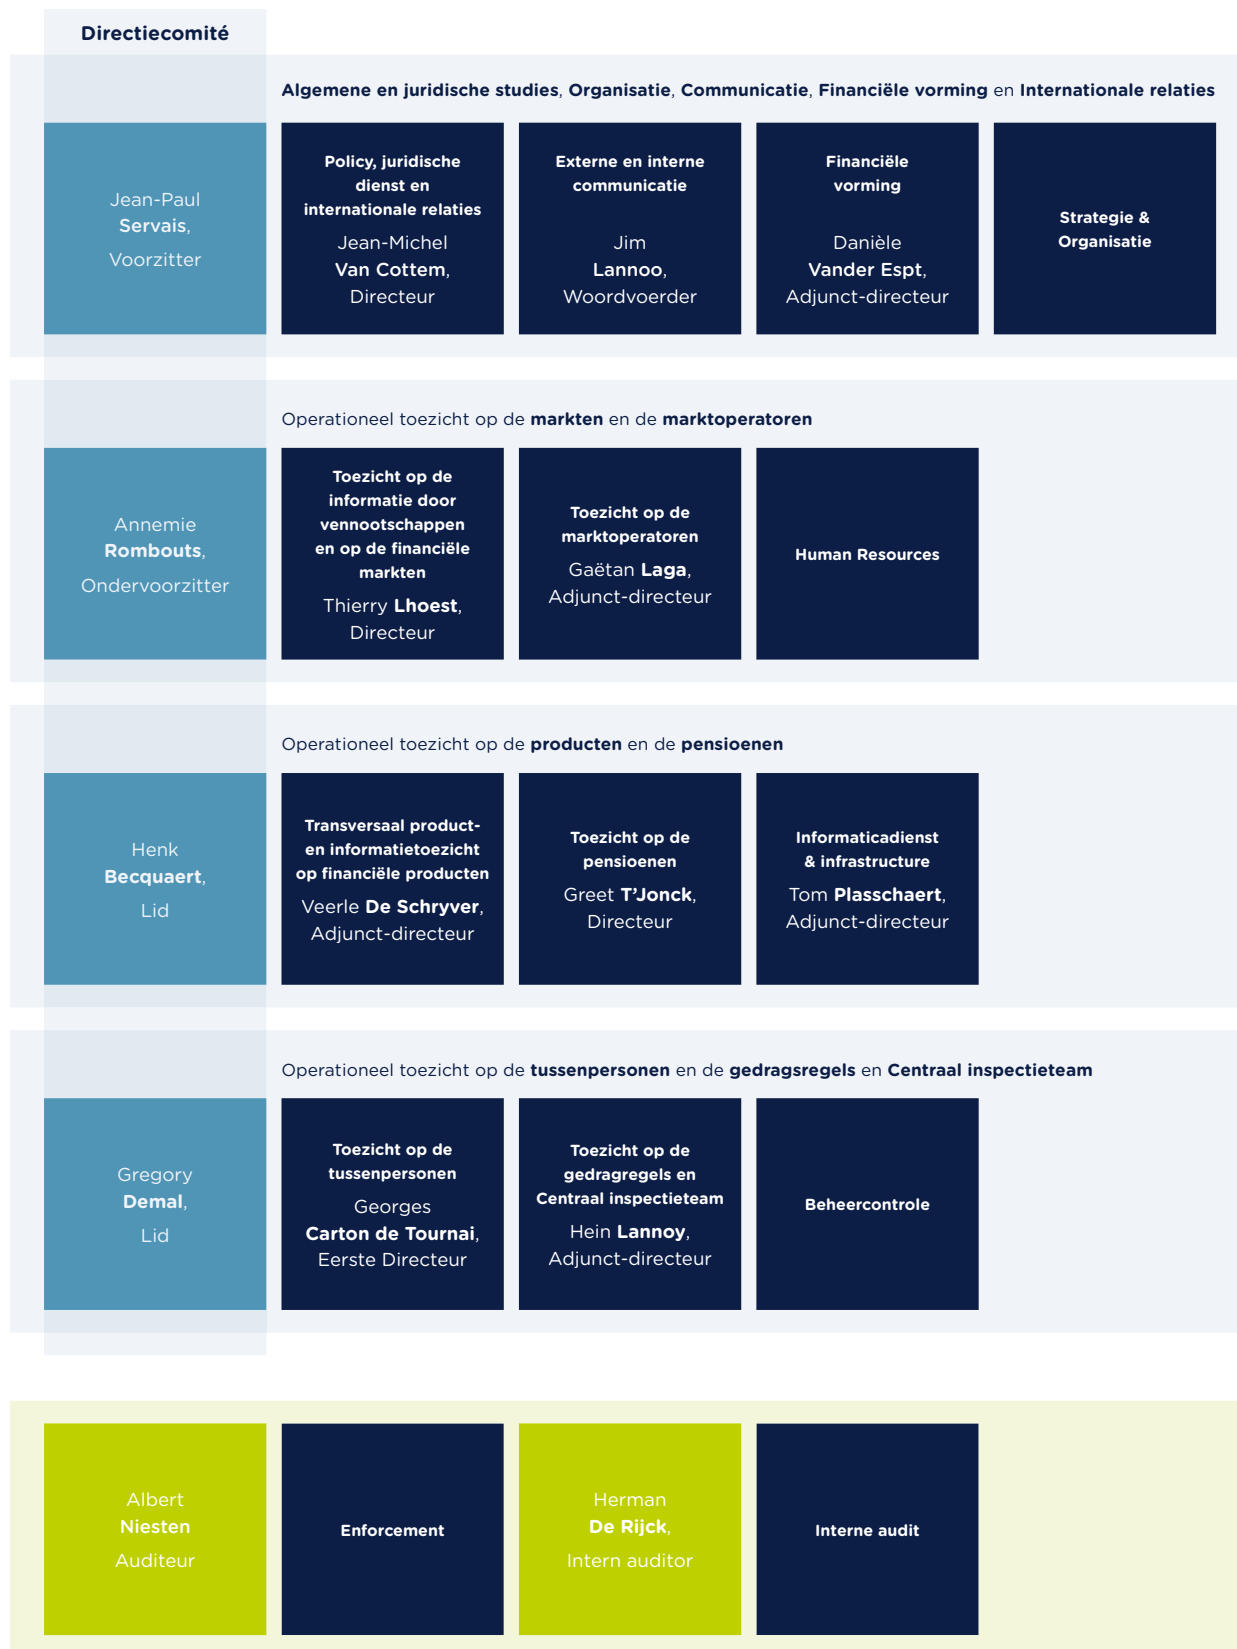 Directiecomité
Algemene en juridische studies, Organisatie, Communicatie, Financiële vorming en Internationale relaties
Jean-Paul
Servais,
Voorzitter
Policy, juridische
dienst en
internationale relaties
Jean-Michel
Van Cottem,
Directeur
Externe en interne
communicatie
Jim
Lannoo,
Woordvoerder
Financiële
vorming
Danièle
Vander Espt,
Adjunct-directeur
Strategie &
Organisatie
Operationeel toezicht op de markten en de marktoperatoren
Annemie
Rombouts,
Ondervoorzitter
Toezicht op de
informatie door
vennootschappen
en op de financiële
markten
Thierry Lhoest,
Directeur
Toezicht op de
marktoperatoren
Gaëtan Laga,
Adjunct-directeur
Human Resources
Operationeel toezicht op de producten en de pensioenen
Henk
Becquaert,
Lid
Transversaal product-
en informatietoezicht
op financiële producten
Veerle De Schryver,
Adjunct-directeur
Toezicht op de
pensioenen
Greet T’Jonck,
Directeur
Informaticadienst
& infrastructure
Tom Plasschaert,
Adjunct-directeur
Operationeel toezicht op de tussenpersonen en de gedragsregels en Centraal inspectieteam
Gregory
Demal,
Lid
Toezicht op de
tussenpersonen
Georges
Carton de Tournai,
Eerste Directeur
Toezicht op de
gedragregels en
Centraal inspectieteam
Hein Lannoy,
Adjunct-directeur
Beheercontrole
Albert
Niesten
Auditeur
Enforcement
Herman
De Rijck,
Intern auditor
Interne audit